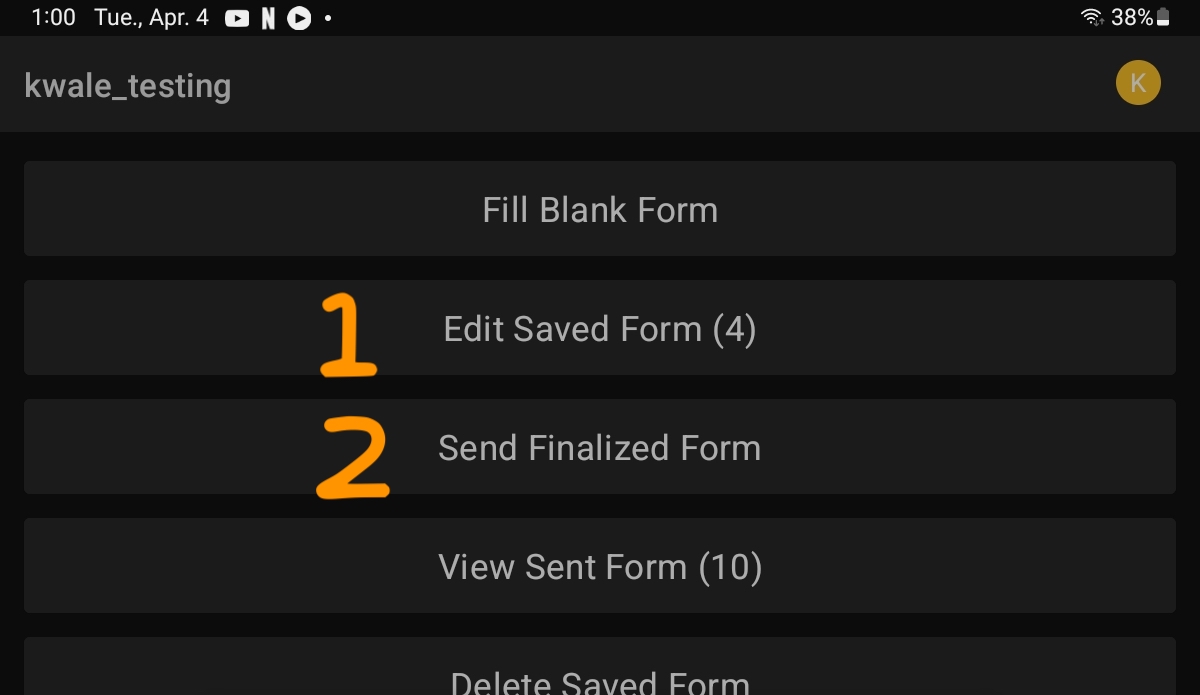 1:00 Tue., Apr. 4 N 38%
kwale_testing K
Fill Blank Form
1 Edit Saved Form (4)
2 Send Finalized Form
View Sent Form (10)
Delete Saved Form